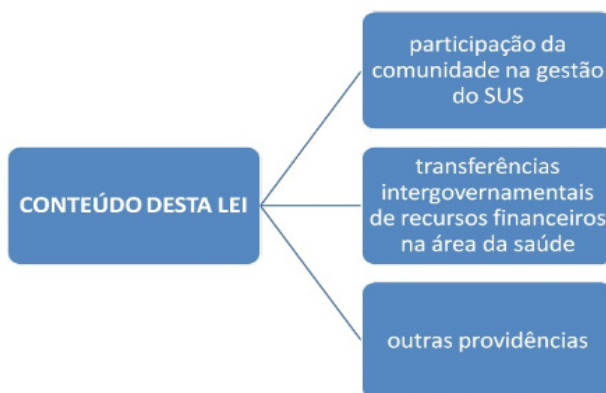 participação da
comunidade na gestão
do SUS
CONTEÚDO DESTA LEI
transferências
intergovernamentais
de recursos financeiros
na área da saúde
outras providências